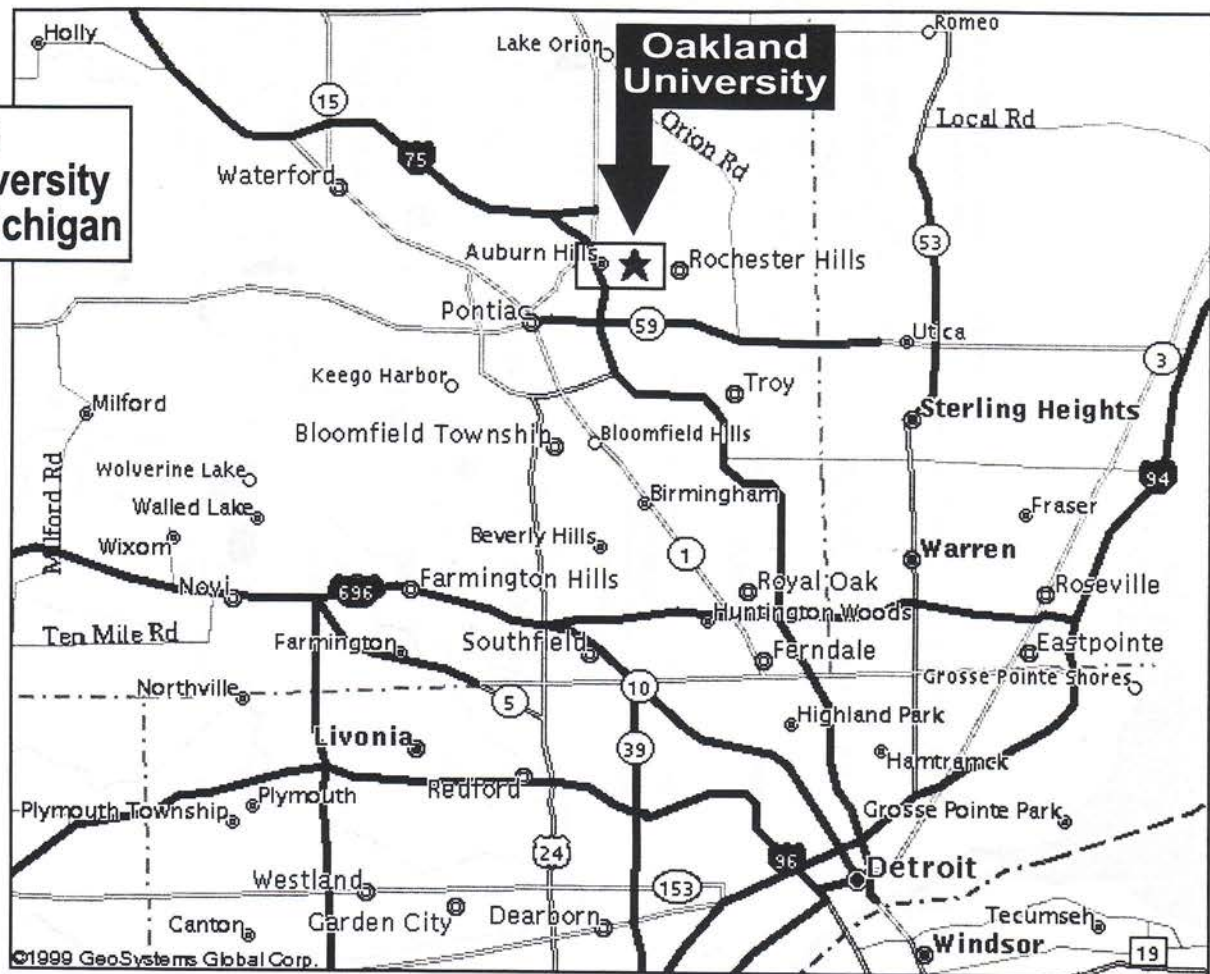 Holly
Lake Orion
Romeo
Oakland
University
15
Orion Rd
Local Rd
75
versity
chigan
Waterford
53
Auburn Hills
Rochester Hills
Pontiac
59
Utica
3
Keego Harbor
Troy
Milford
Sterling Heights
Bloomfield Township
Bloomfield Hills
Milford Rd
Wolverine Lake
94
Walled Lake
Birmingham
Fraser
Wixom
Beverly Hills
1
Warren
Novi
696
Farmington Hills
Royal Oak
Roseville
Huntington Woods
Ten Mile Rd
Farmington
Southfield
Ferndale
Eastpointe
Northville
5
10
Grosse Pointe Shores
Highland Park
Livonia
39
Hamtramck
Redford
Plymouth
Plymouth Township
Grosse Pointe Park
24
96
Detroit
Westland
153
Canton
Garden City
Dearborn
Tecumseh
Windsor
19
©1999 GeoSystems Global Corp.